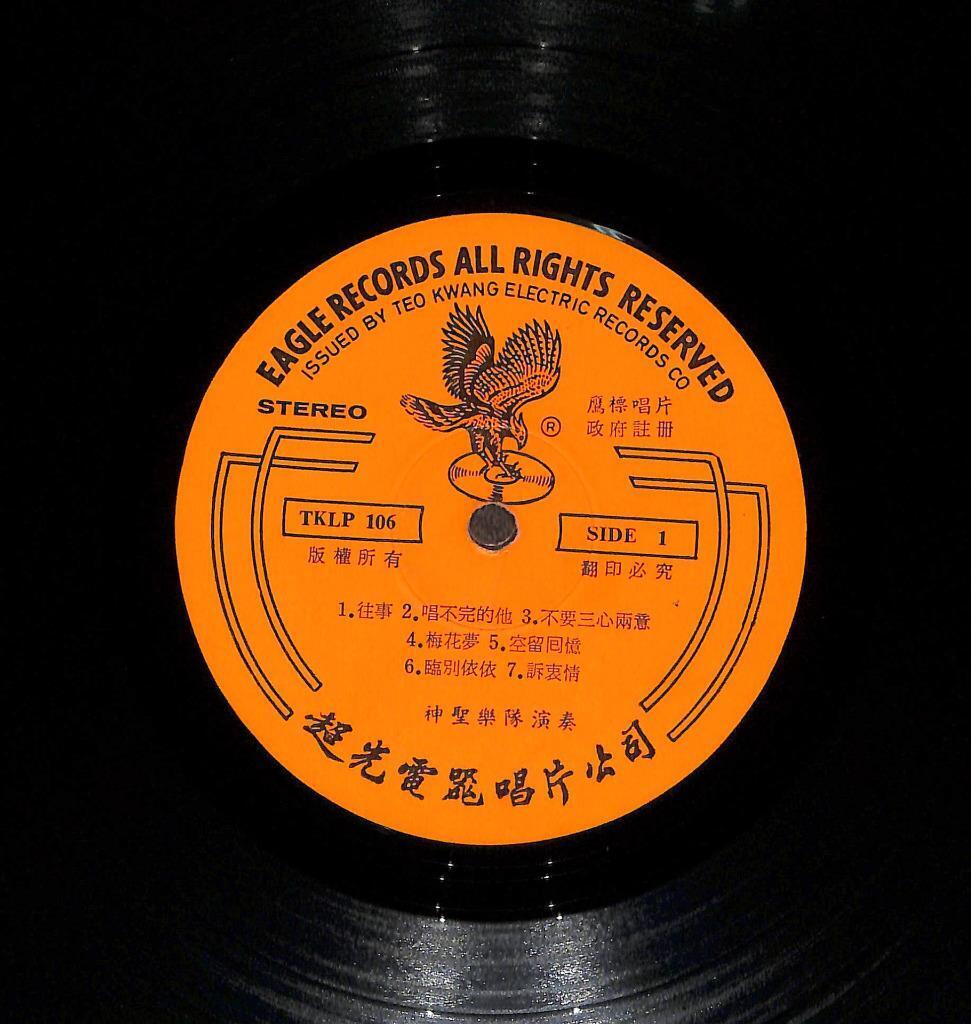 EAGLE RECORDS ALL RIGHTS RESERVED
ISSUED BY TEO KWANG ELECTRIC RECORDS CO
STEREO
®
鷹標唱片
政府註冊
TKLP 106
SIDE 1
版權所有
翻印必究
1.往事 2.唱不完的他 3.不要三心兩意
4.梅花夢 5.空留回憶
6.臨別依依 7.訴衷情
神聖樂隊演奏
超光電器唱片公司